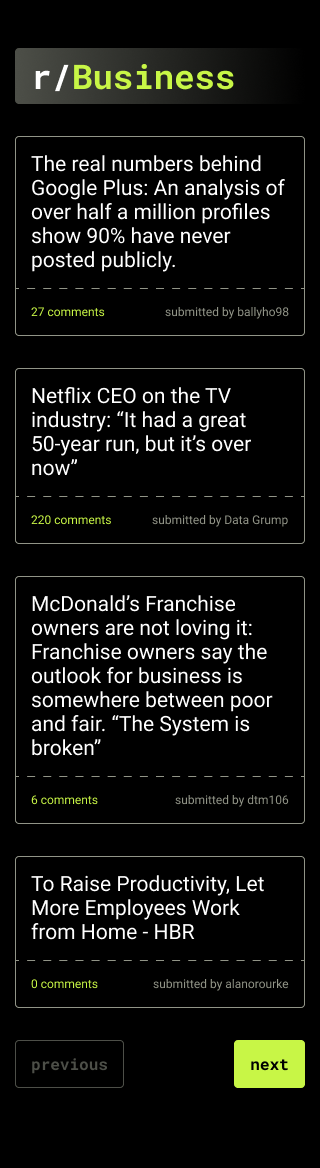 r/Business
The real numbers behind
Google Plus: An analysis of
over half a million profiles
show 90% have never
posted publicly.
27 comments submitted by ballyho98
Netflix CEO on the TV
industry: “It had a great
50-year run, but it’s over
now”
220 comments submitted by Data Grump
McDonald’s Franchise
owners are not loving it:
Franchise owners say the
outlook for business is
somewhere between poor
and fair. “The System is
broken”
6 comments submitted by dtm106
To Raise Productivity, Let
More Employees Work
from Home - HBR
0 comments submitted by alanorourke
previous next